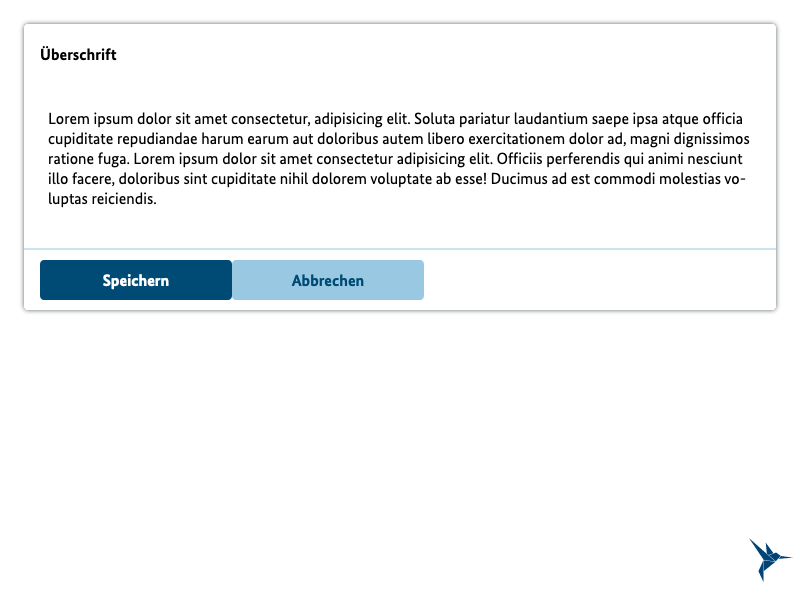 Überschrift
Lorem ipsum dolor sit amet consectetur, adipisicing elit. Soluta pariatur laudantium saepe ipsa atque officia
cupiditate repudiandae harum earum aut doloribus autem libero exercitationem dolor ad, magni dignissimos
ratione fuga. Lorem ipsum dolor sit amet consectetur adipisicing elit. Officiis perferendis qui animi nesciunt
illo facere, doloribus sint cupiditate nihil dolorem voluptate ab esse! Ducimus ad est commodi molestias vo-
luptas reiciendis.
Speichern
Abbrechen